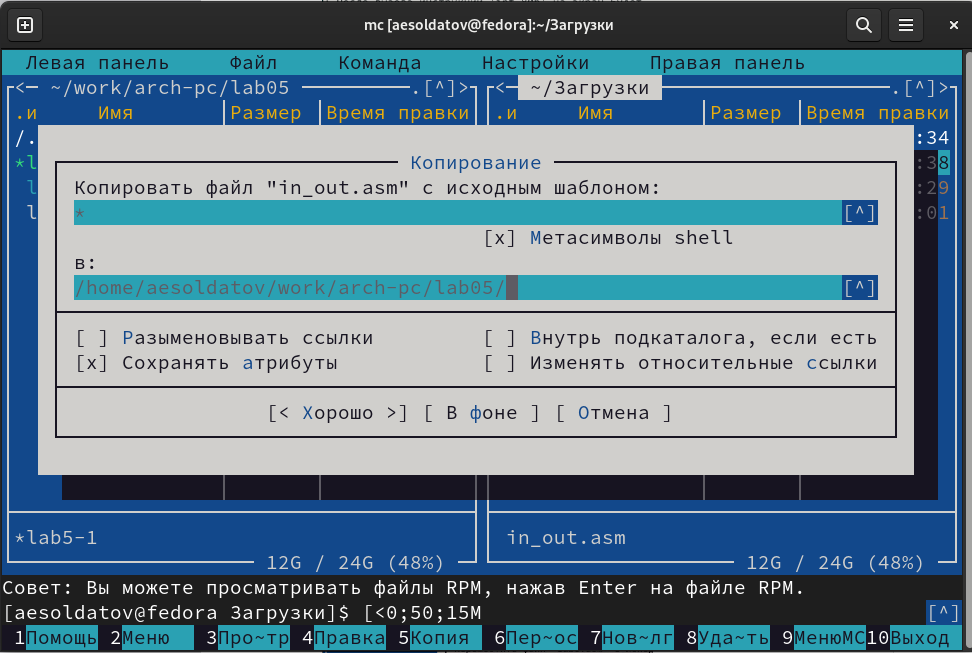 mc [aesoldatov@fedora]:~/Загрузки
Левая панель Файл Команда Настройки Правая панель
<─ ~/work/arch-pc/lab05 ─.[^]>
<─ ~/Загрузки ─.[^]>
.и Имя Размер Время правки
.и Имя Размер Время правки
/. :34
*l :38
l :29
l :01
Копирование
Копировать файл "in_out.asm" с исходным шаблоном:
* [^]
[x] Метасимволы shell
в:
/home/aesoldatov/work/arch-pc/lab05/ [^]
[ ] Разыменовывать ссылки [ ] Внутрь подкаталога, если есть
[x] Сохранять атрибуты [ ] Изменять относительные ссылки
[< Хорошо >] [ В фоне ] [ Отмена ]
*lab5-1 in_out.asm
12G / 24G (48%) 12G / 24G (48%)
Совет: Вы можете просматривать файлы RPM, нажав Enter на файле RPM.
[aesoldatov@fedora Загрузки]$ [<0;50;15M [^]
1Помощь 2Меню 3Про~тр 4Правка 5Копия 6Пер~ос 7Нов~лг 8Уда~ть 9МенюMC 10Выход